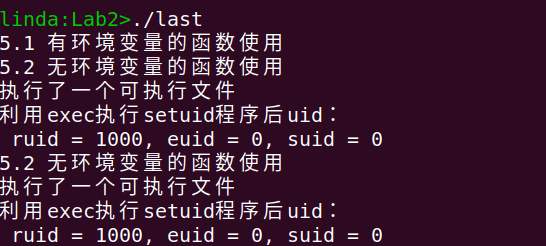 linda:Lab2>./last
5.1 有环境变量的函数使用
5.2 无环境变量的函数使用
执行了一个可执行文件
利用exec执行setuid程序后uid：
ruid = 1000, euid = 0, suid = 0
5.2 无环境变量的函数使用
执行了一个可执行文件
利用exec执行setuid程序后uid：
ruid = 1000, euid = 0, suid = 0